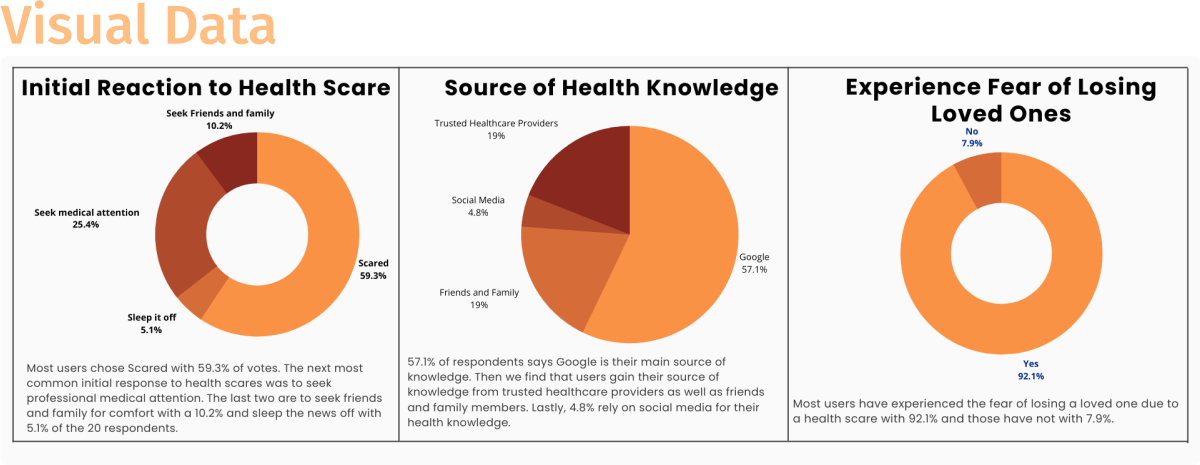 Visual Data
Initial Reaction to Health Scare
Seek Friends and family
10.2%
Seek medical attention
25.4%
Scared
59.3%
Sleep it off
5.1%
Most users chose Scared with 59.3% of votes. The next most
common initial response to health scares was to seek
professional medical attention. The last two are to seek friends
and family for comfort with a 10.2% and sleep the news off with
5.1% of the 20 respondents.
Source of Health Knowledge
Trusted Healthcare Providers
19%
Social Media
4.8%
Google
57.1%
Friends and Family
19%
57.1% of respondents says Google is their main source of
knowledge. Then we find that users gain their source of
knowledge from trusted healthcare providers as well as friends
and family members. Lastly, 4.8% rely on social media for their
health knowledge.
Experience Fear of Losing
Loved Ones
No
7.9%
Yes
92.1%
Most users have experienced the fear of losing a loved one due to
a health scare with 92.1% and those have not with 7.9%.